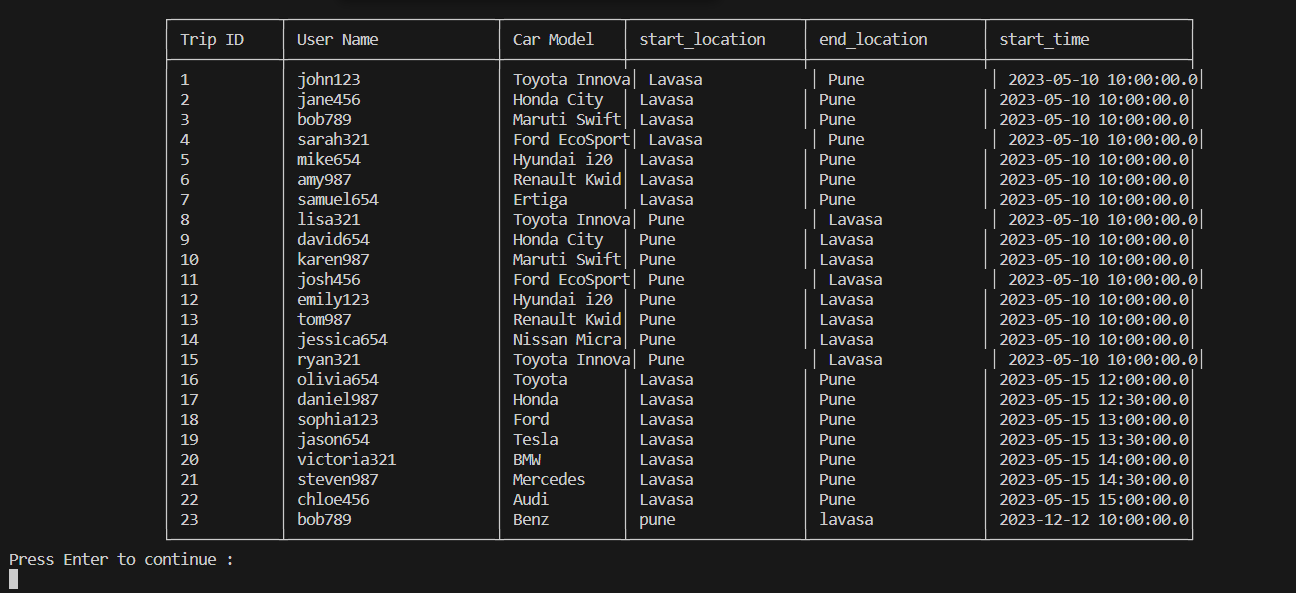 Trip ID | User Name | Car Model | start_location | end_location | start_time
1 | john123 | Toyota Innova| Lavasa | Pune | 2023-05-10 10:00:00.0|
2 | jane456 | Honda City | Lavasa | Pune | 2023-05-10 10:00:00.0|
3 | bob789 | Maruti Swift| Lavasa | Pune | 2023-05-10 10:00:00.0|
4 | sarah321 | Ford EcoSport| Lavasa | Pune | 2023-05-10 10:00:00.0|
5 | mike654 | Hyundai i20 | Lavasa | Pune | 2023-05-10 10:00:00.0|
6 | amy987 | Renault Kwid| Lavasa | Pune | 2023-05-10 10:00:00.0|
7 | samuel654 | Ertiga | Lavasa | Pune | 2023-05-10 10:00:00.0|
8 | lisa321 | Toyota Innova| Pune | Lavasa | 2023-05-10 10:00:00.0|
9 | david654 | Honda City | Pune | Lavasa | 2023-05-10 10:00:00.0|
10 | karen987 | Maruti Swift| Pune | Lavasa | 2023-05-10 10:00:00.0|
11 | josh456 | Ford EcoSport| Pune | Lavasa | 2023-05-10 10:00:00.0|
12 | emily123 | Hyundai i20 | Pune | Lavasa | 2023-05-10 10:00:00.0|
13 | tom987 | Renault Kwid| Pune | Lavasa | 2023-05-10 10:00:00.0|
14 | jessica654 | Nissan Micra| Pune | Lavasa | 2023-05-10 10:00:00.0|
15 | ryan321 | Toyota Innova| Pune | Lavasa | 2023-05-10 10:00:00.0|
16 | olivia654 | Toyota | Lavasa | Pune | 2023-05-15 12:00:00.0|
17 | daniel987 | Honda | Lavasa | Pune | 2023-05-15 12:30:00.0|
18 | sophia123 | Ford | Lavasa | Pune | 2023-05-15 13:00:00.0|
19 | jason654 | Tesla | Lavasa | Pune | 2023-05-15 13:30:00.0|
20 | victoria321 | BMW | Lavasa | Pune | 2023-05-15 14:00:00.0|
21 | steven987 | Mercedes | Lavasa | Pune | 2023-05-15 14:30:00.0|
22 | chloe456 | Audi | Lavasa | Pune | 2023-05-15 15:00:00.0|
23 | bob789 | Benz | pune | lavasa | 2023-12-12 10:00:00.0|
Press Enter to continue :